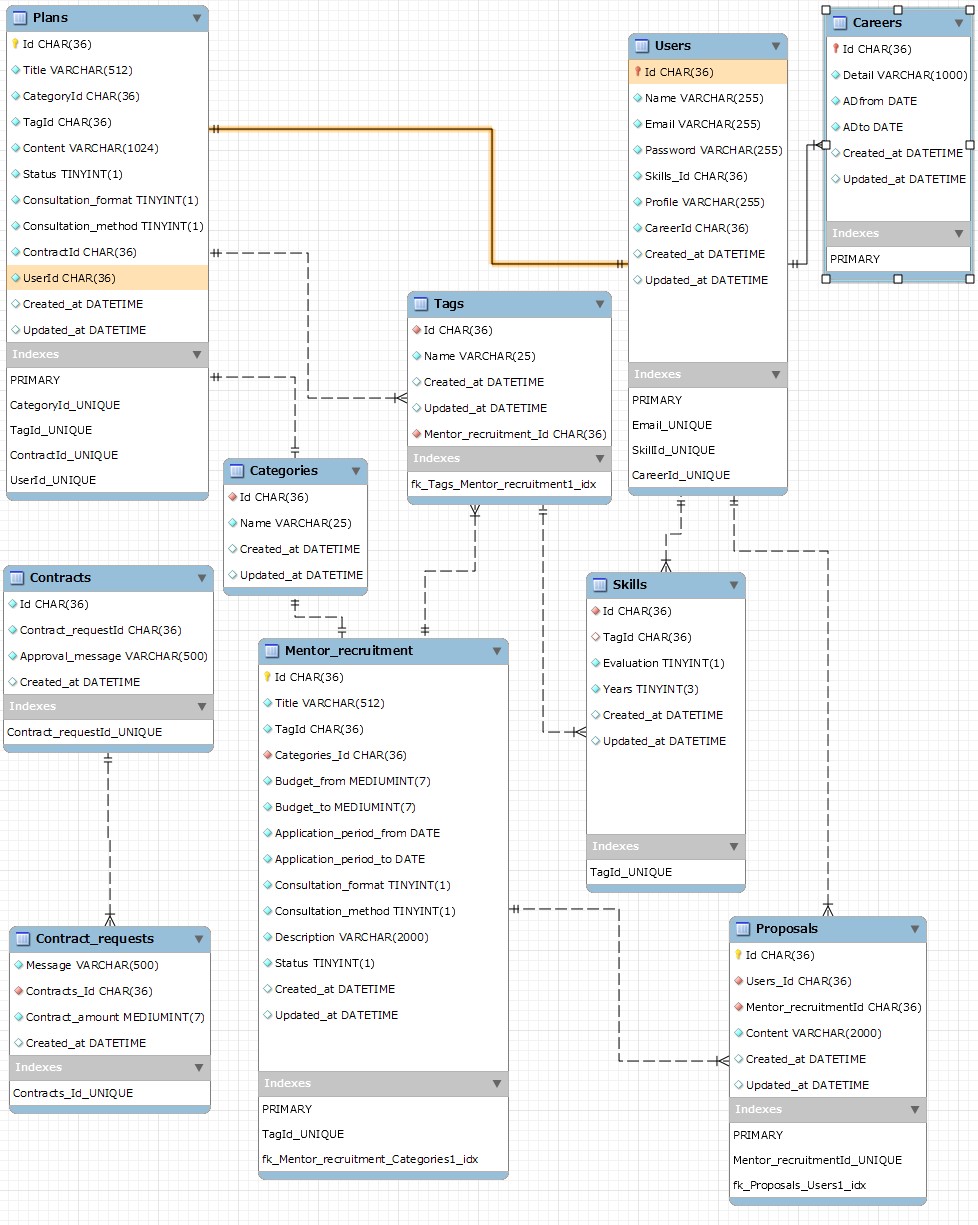 Plans
Id CHAR(36)
Title VARCHAR(512)
CategoryId CHAR(36)
TagId CHAR(36)
Content VARCHAR(1024)
Status TINYINT(1)
Consultation_format TINYINT(1)
Consultation_method TINYINT(1)
ContractId CHAR(36)
UserId CHAR(36)
Created_at DATETIME
Updated_at DATETIME
Indexes
PRIMARY
CategoryId_UNIQUE
TagId_UNIQUE
ContractId_UNIQUE
UserId_UNIQUE
Users
Id CHAR(36)
Name VARCHAR(255)
Email VARCHAR(255)
Password VARCHAR(255)
Skills_Id CHAR(36)
Profile VARCHAR(255)
CareerId CHAR(36)
Created_at DATETIME
Updated_at DATETIME
Indexes
PRIMARY
Email_UNIQUE
SkillId_UNIQUE
CareerId_UNIQUE
Careers
Id CHAR(36)
Detail VARCHAR(1000)
ADfrom DATE
ADto DATE
Created_at DATETIME
Updated_at DATETIME
Indexes
PRIMARY
Tags
Id CHAR(36)
Name VARCHAR(25)
Created_at DATETIME
Updated_at DATETIME
Mentor_recruitment_Id CHAR(36)
Indexes
fk_Tags_Mentor_recruitment1_idx
Categories
Id CHAR(36)
Name VARCHAR(25)
Created_at DATETIME
Updated_at DATETIME
Contracts
Id CHAR(36)
Contract_requestId CHAR(36)
Approval_message VARCHAR(500)
Created_at DATETIME
Indexes
Contract_requestId_UNIQUE
Mentor_recruitment
Id CHAR(36)
Title VARCHAR(512)
TagId CHAR(36)
Categories_Id CHAR(36)
Budget_from MEDIUMINT(7)
Budget_to MEDIUMINT(7)
Application_period_from DATE
Application_period_to DATE
Consultation_format TINYINT(1)
Consultation_method TINYINT(1)
Description VARCHAR(2000)
Status TINYINT(1)
Created_at DATETIME
Updated_at DATETIME
Indexes
PRIMARY
TagId_UNIQUE
fk_Mentor_recruitment_Categories1_idx
Skills
Id CHAR(36)
TagId CHAR(36)
Evaluation TINYINT(1)
Years TINYINT(3)
Created_at DATETIME
Updated_at DATETIME
Indexes
TagId_UNIQUE
Contract_requests
Message VARCHAR(500)
Contracts_Id CHAR(36)
Contract_amount MEDIUMINT(7)
Created_at DATETIME
Indexes
Contracts_Id_UNIQUE
Proposals
Id CHAR(36)
Users_Id CHAR(36)
Mentor_recruitmentId CHAR(36)
Content VARCHAR(2000)
Created_at DATETIME
Updated_at DATETIME
Indexes
PRIMARY
Mentor_recruitmentId_UNIQUE
fk_Proposals_Users1_idx